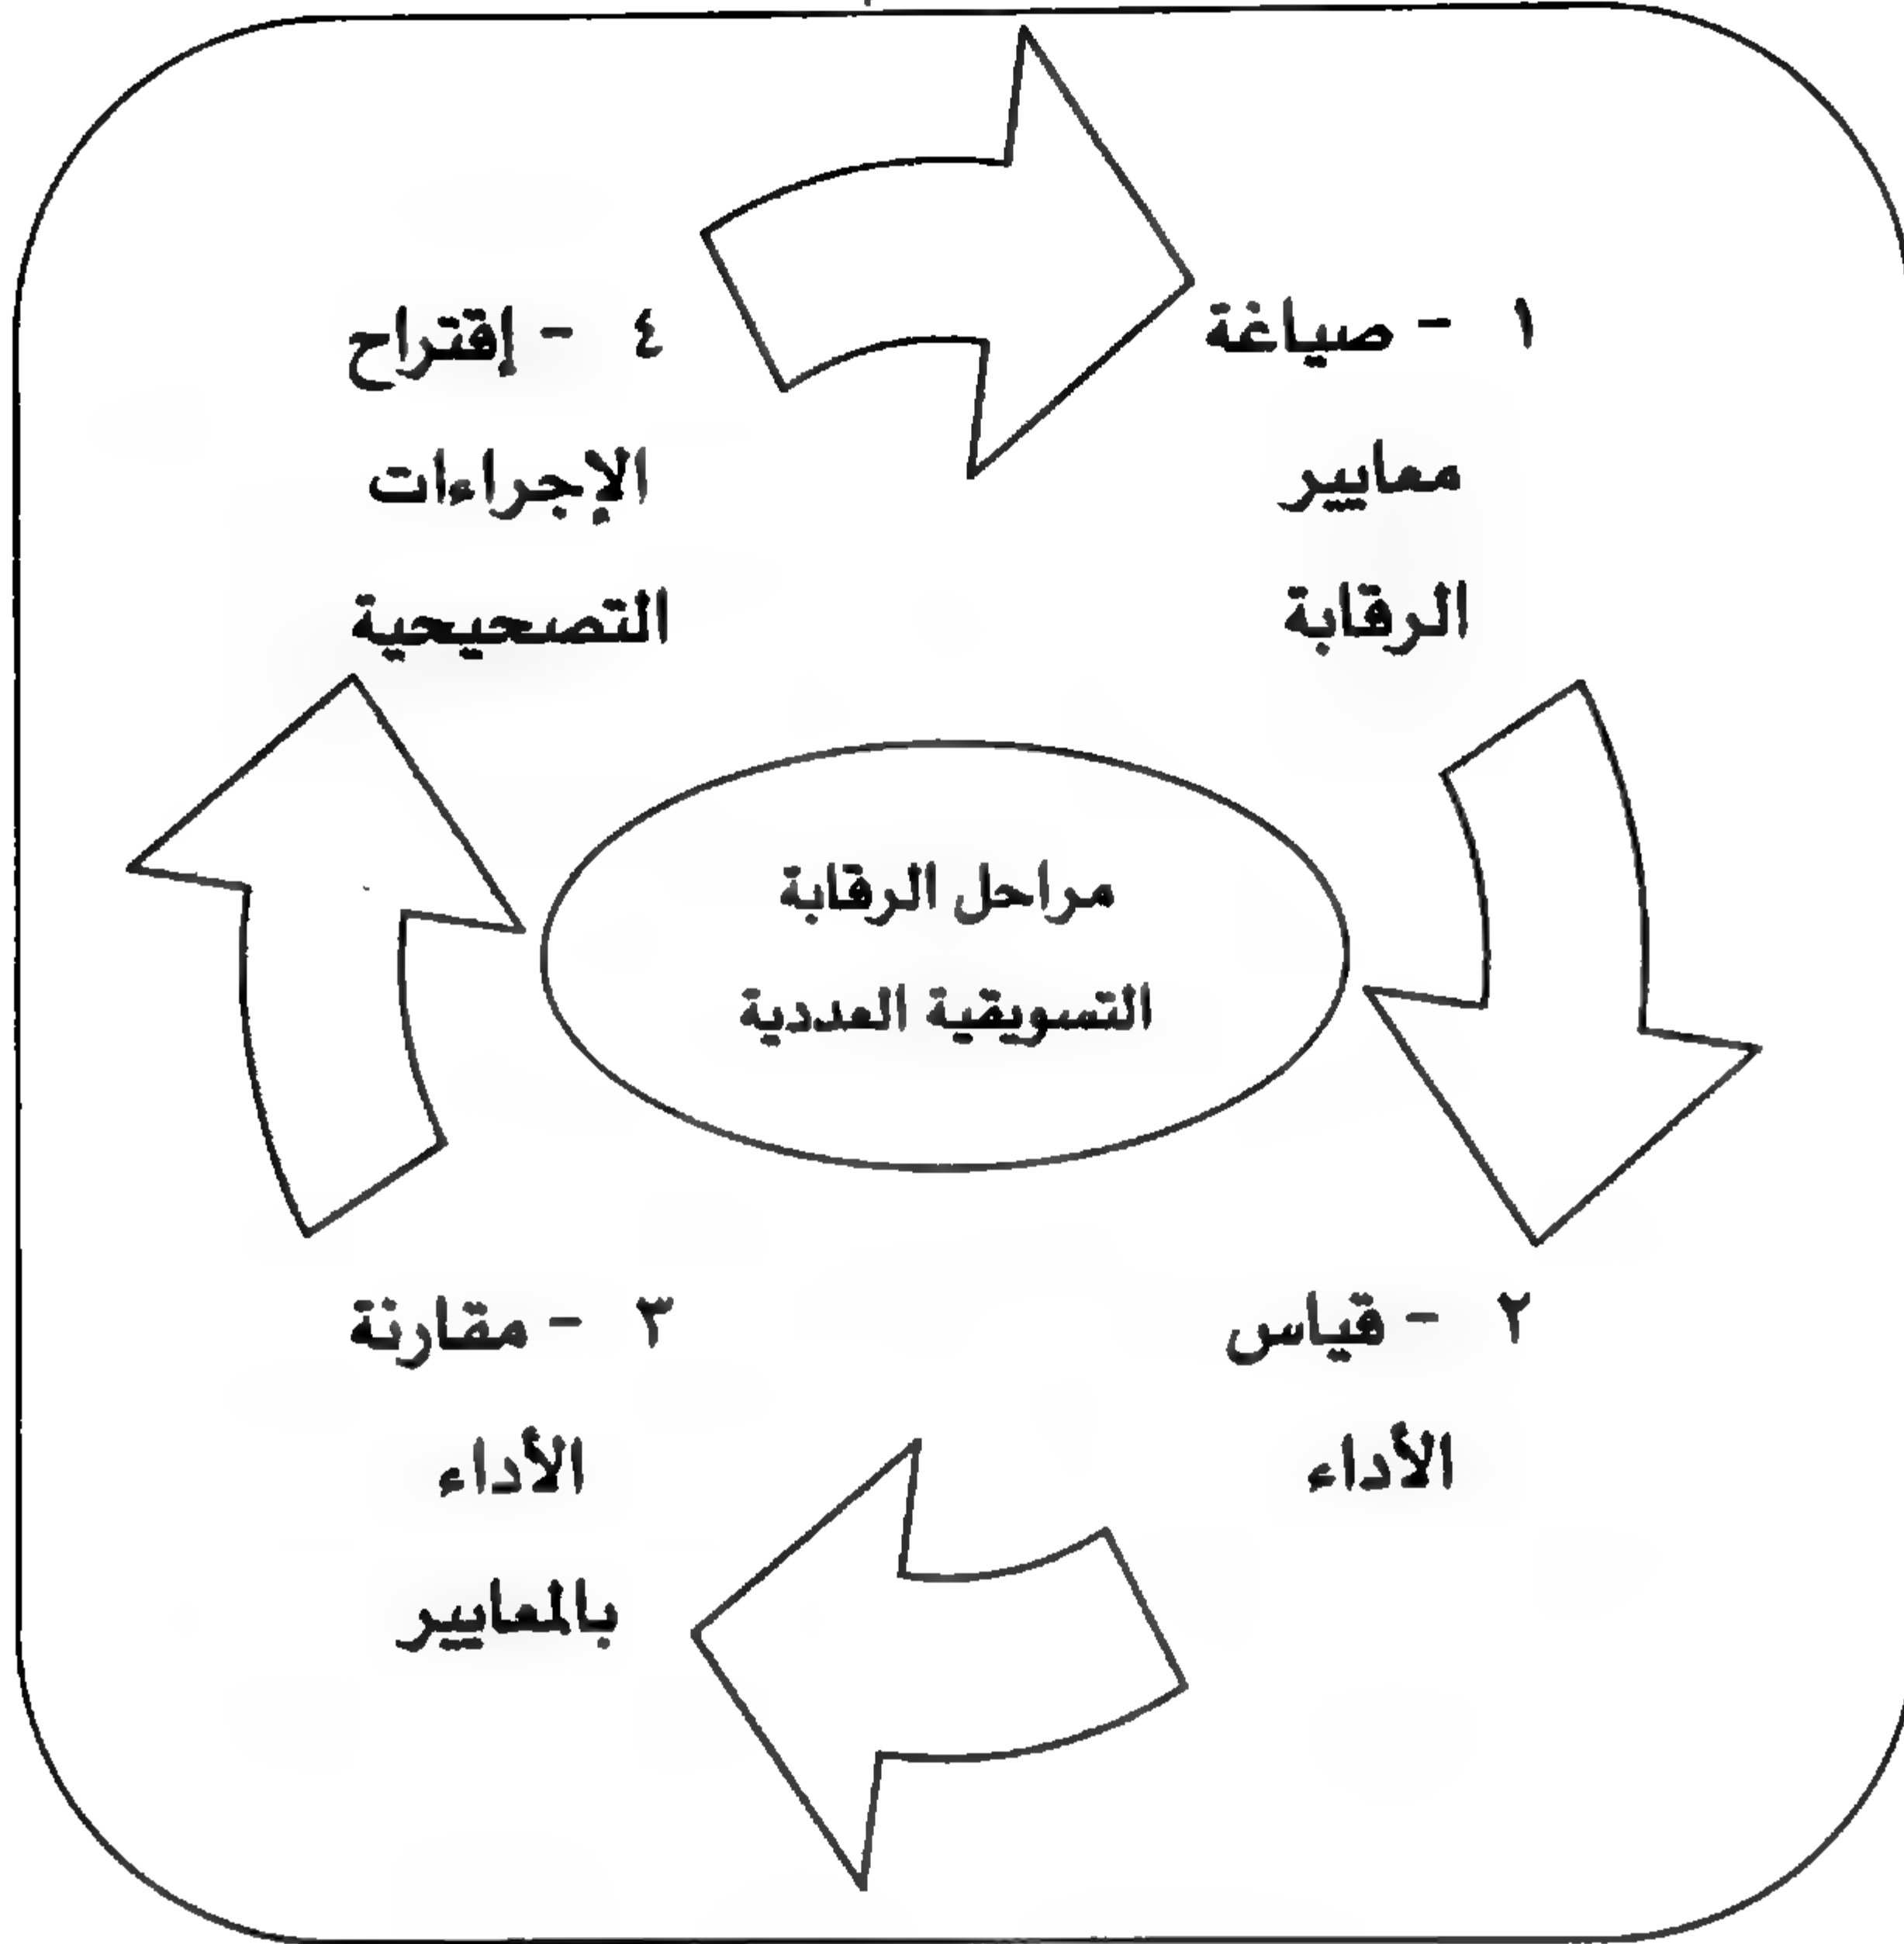 ١ - صياغة
معايير
الرقابة
٤ - إقتراح
الإجراءات
التصحيحية
مراحل الرقابة
التسويقية العددية
٢ - قياس
الأداء
٣ - مقارنة
الأداء
بالمعايير